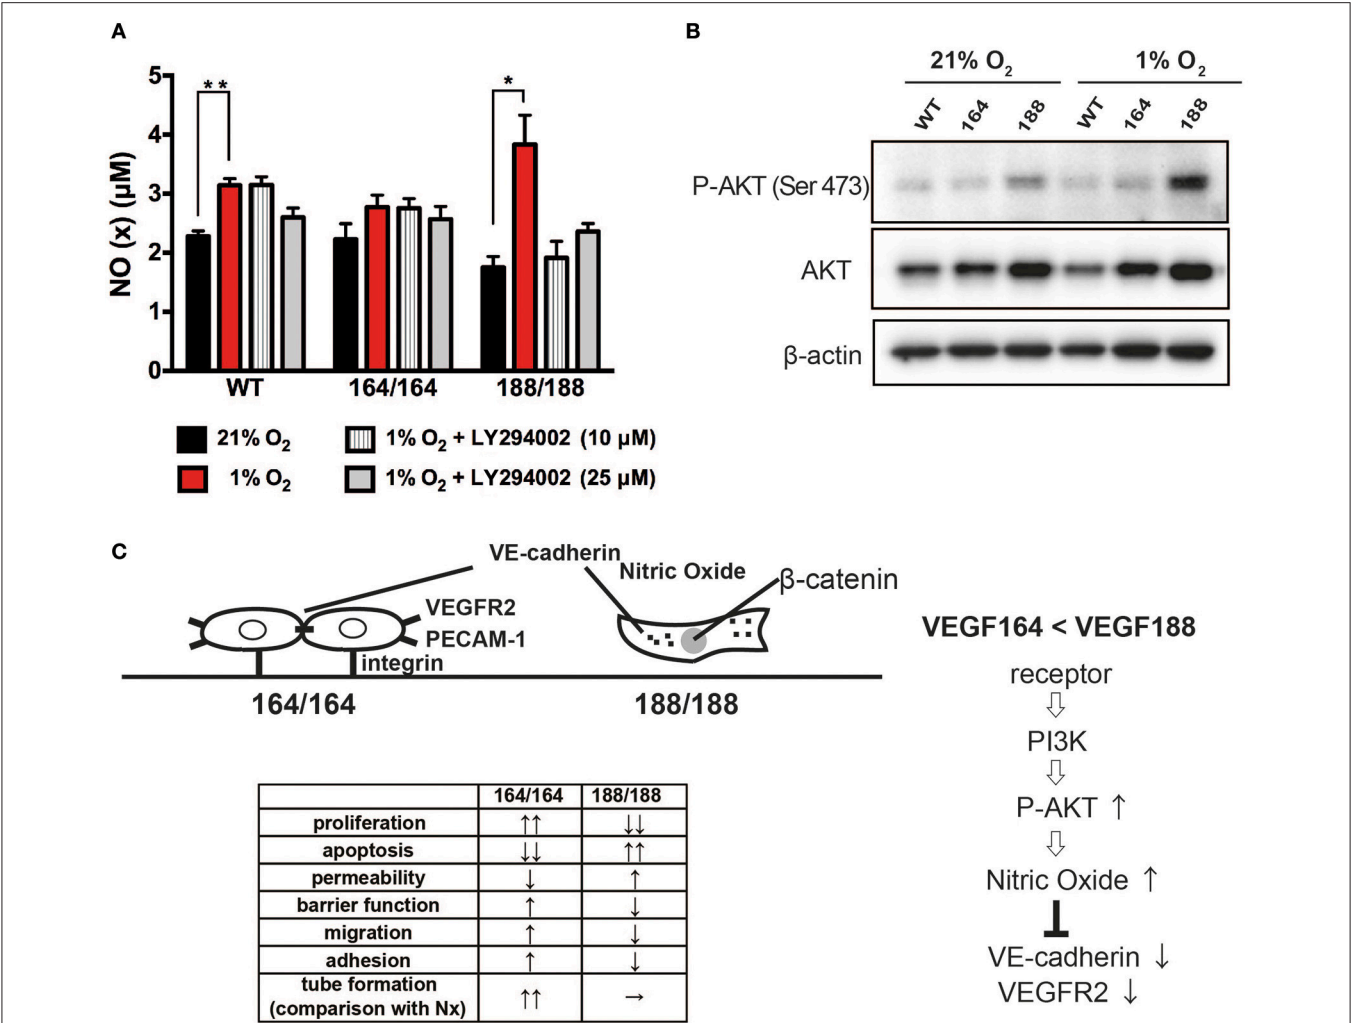 A
5
4
3
2
1
0
NO (x) (µM)
**
*
WT
164/164
188/188
21% O2
1% O2 + LY294002 (10 µM)
1% O2
1% O2 + LY294002 (25 µM)
B
21% O2
1% O2
WT
164
188
WT
164
188
P-AKT (Ser 473)
AKT
β-actin
C
VE-cadherin
Nitric Oxide
β-catenin
VEGFR2
PECAM-1
integrin
164/164
188/188
164/164 188/188
proliferation ↑↑ ↓↓
apoptosis ↓↓ ↑↑
permeability ↓ ↑
barrier function ↑ ↓
migration ↑ ↓
adhesion ↑ ↓
tube formation
(comparison with Nx) ↑↑ →
VEGF164 < VEGF188
receptor
PI3K
P-AKT ↑
Nitric Oxide ↑
VE-cadherin ↓
VEGFR2 ↓